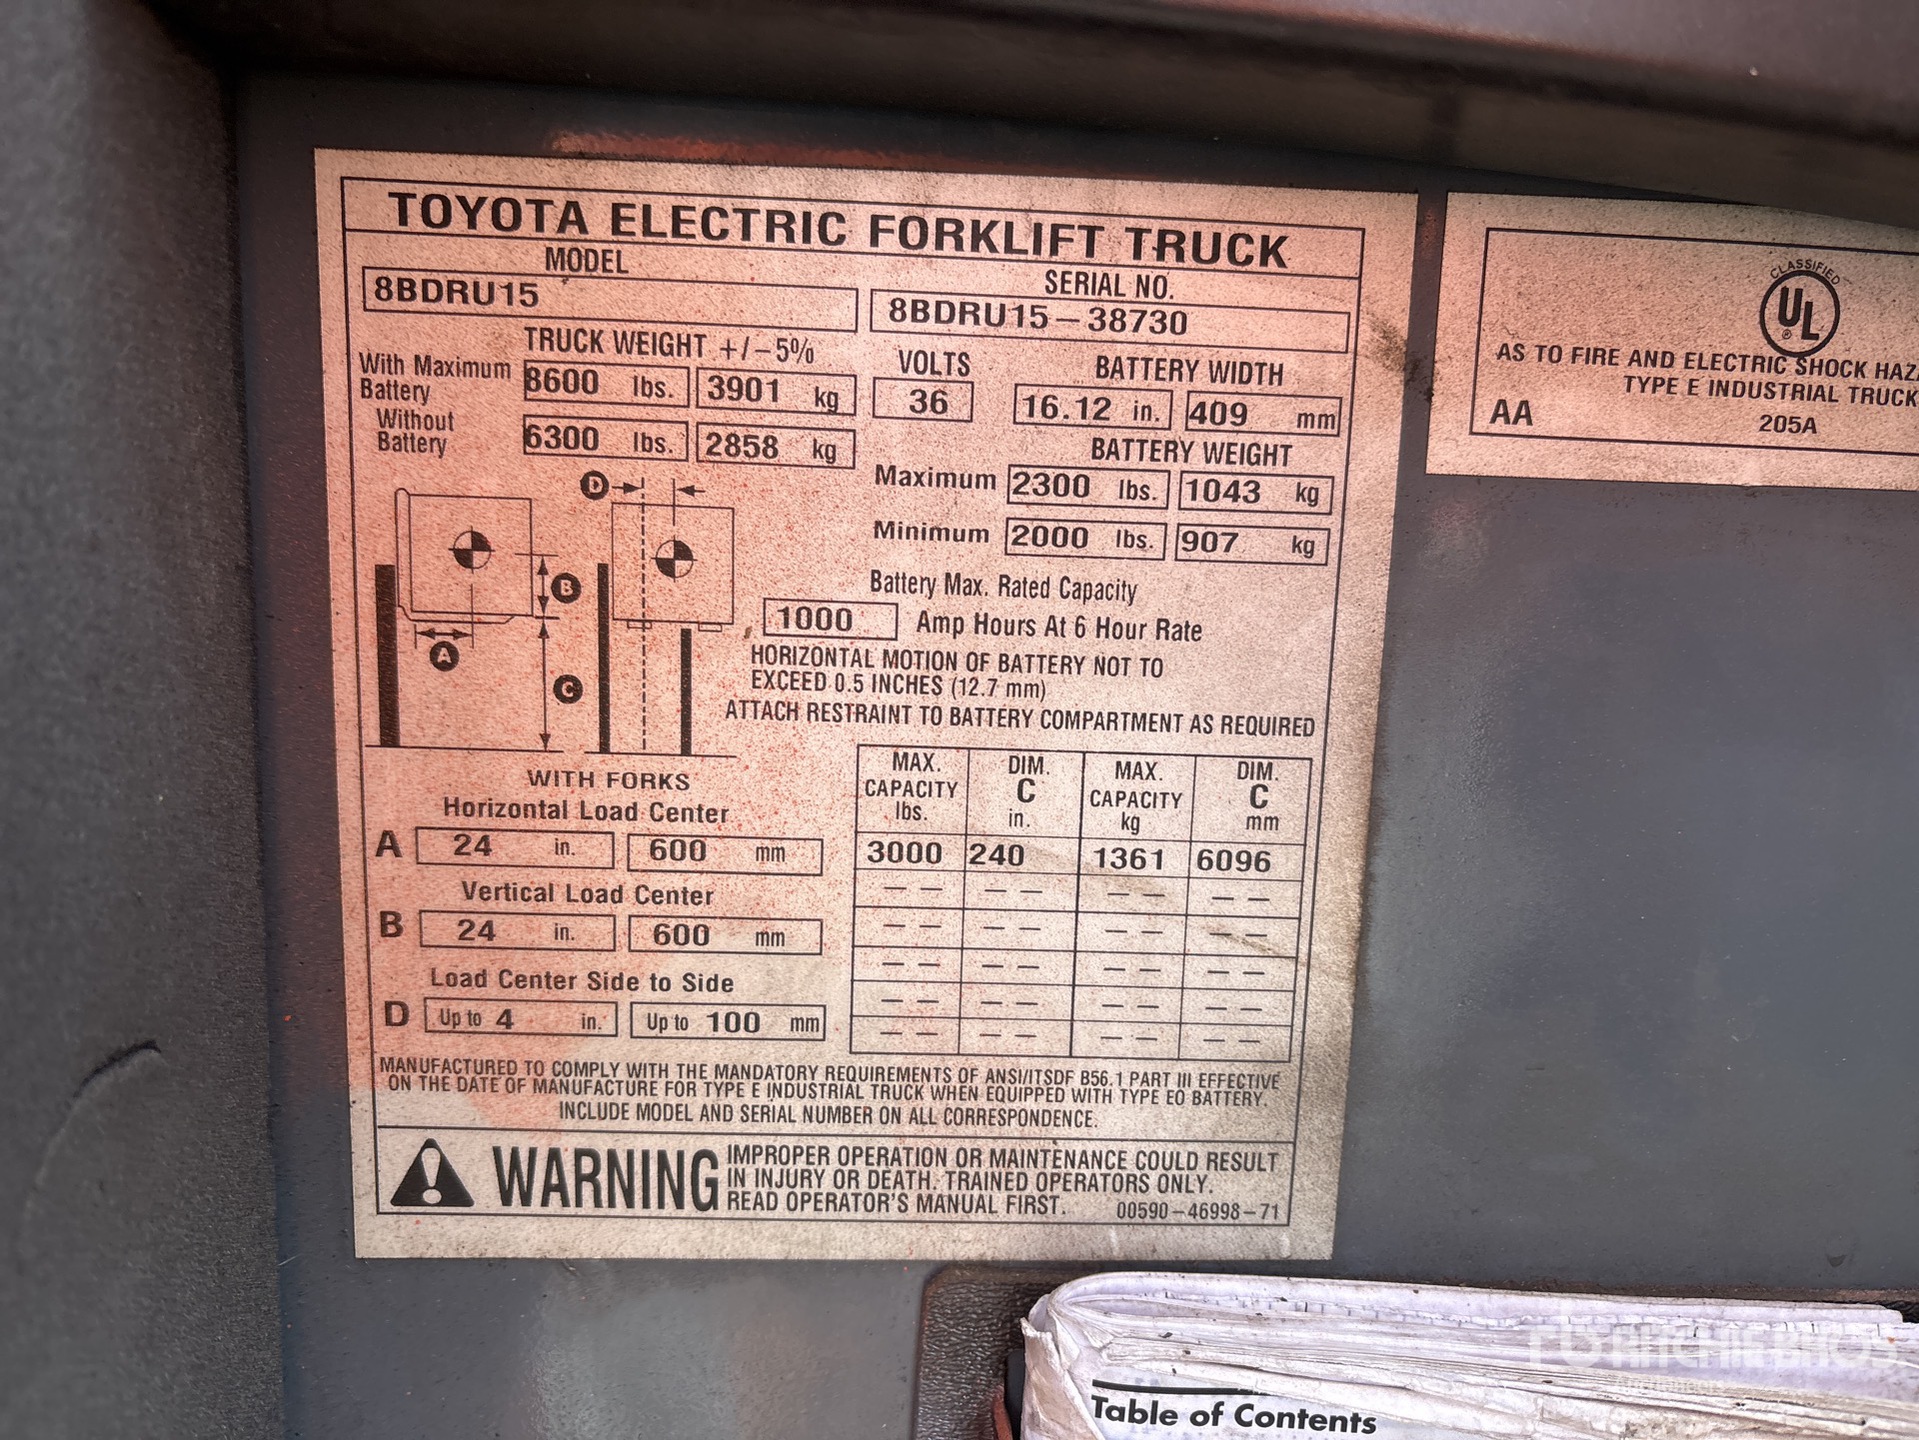 TOYOTA ELECTRIC FORKLIFT TRUCK
MODEL
8BDRU15
SERIAL NO.
8BDRU15-38730
TRUCK WEIGHT +/-5%
With Maximum Battery 8600 lbs. 3901 kg
Without Battery 6300 lbs. 2858 kg
VOLTS
36
BATTERY WIDTH
16.12 in. 409 mm
BATTERY WEIGHT
Maximum 2300 lbs. 1043 kg
Minimum 2000 lbs. 907 kg
Battery Max. Rated Capacity
1000 Amp Hours At 6 Hour Rate
HORIZONTAL MOTION OF BATTERY NOT TO
EXCEED 0.5 INCHES (12.7 mm)
ATTACH RESTRAINT TO BATTERY COMPARTMENT AS REQUIRED
D
B
A
C
WITH FORKS
Horizontal Load Center
A 24 in. 600 mm
Vertical Load Center
B 24 in. 600 mm
Load Center Side to Side
D Up to 4 in. Up to 100 mm
MAX. CAPACITY lbs. DIM. C in. MAX. CAPACITY kg DIM. C mm
3000 240 1361 6096
-- -- -- --
-- -- -- --
-- -- -- --
-- -- -- --
-- -- -- --
MANUFACTURED TO COMPLY WITH THE MANDATORY REQUIREMENTS OF ANSI/ITSDF B56.1 PART III EFFECTIVE
ON THE DATE OF MANUFACTURE FOR TYPE E INDUSTRIAL TRUCK WHEN EQUIPPED WITH TYPE EO BATTERY.
INCLUDE MODEL AND SERIAL NUMBER ON ALL CORRESPONDENCE.
WARNING
IMPROPER OPERATION OR MAINTENANCE COULD RESULT
IN INJURY OR DEATH. TRAINED OPERATORS ONLY.
READ OPERATOR'S MANUAL FIRST.
00590-46998-71
CLASSIFIED
UL ®
AS TO FIRE AND ELECTRIC SHOCK HAZ
TYPE E INDUSTRIAL TRUCK
AA 205A
Table of Contents
RITCHIE BROS
Auctioneers